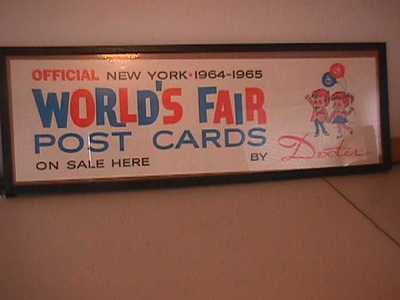 OFFICIAL NEW YORK • 1964-1965
WORLD'S FAIR
POST CARDS
ON SALE HERE BY Dexter